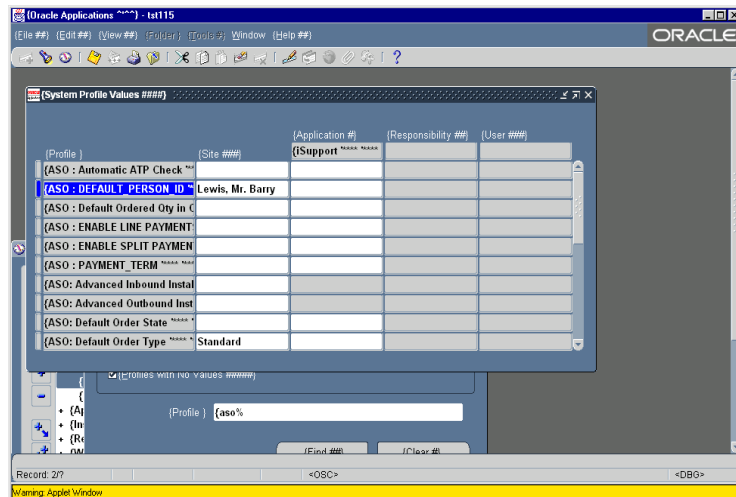 {Oracle Applications ^*^^} - tst115
{File ##} {Edit ##} {View ##} {Folder } {Tools #} Window {Help ##}
ORACLE
{System Profile Values ####}
{Application #} {Responsibility ##} {User ###}
{Profile } {Site ###} {iSupport
{ASO : Automatic ATP Check
{ASO : DEFAULT_PERSON_ID Lewis, Mr. Barry
{ASO : Default Ordered Qty in
{ASO : ENABLE LINE PAYMENT
{ASO : ENABLE SPLIT PAYMEN
{ASO : PAYMENT_TERM
{ASO: Advanced Inbound Instal
{ASO: Advanced Outbound Inst
{ASO: Default Order State
{ASO: Default Order Type Standard
{Profiles with No Values #####}
{Profile } {aso%
+ {A
+ {In
+ {Re
{Find ##} {Clear #}
Record: 2/? <OSC> <DBG>
Warning: Applet Window